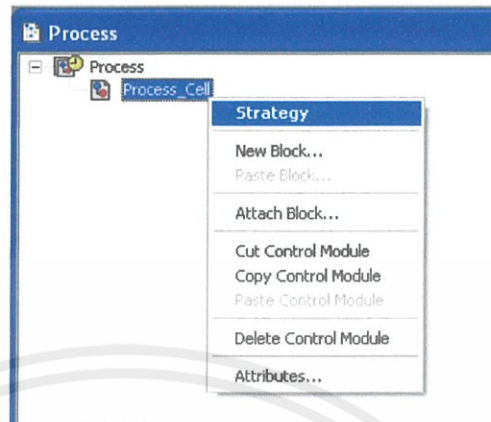 Process
Process
Process_Cell
Strategy
New Block...
Paste Block...
Attach Block...
Cut Control Module
Copy Control Module
Paste Control Module
Delete Control Module
Attributes...